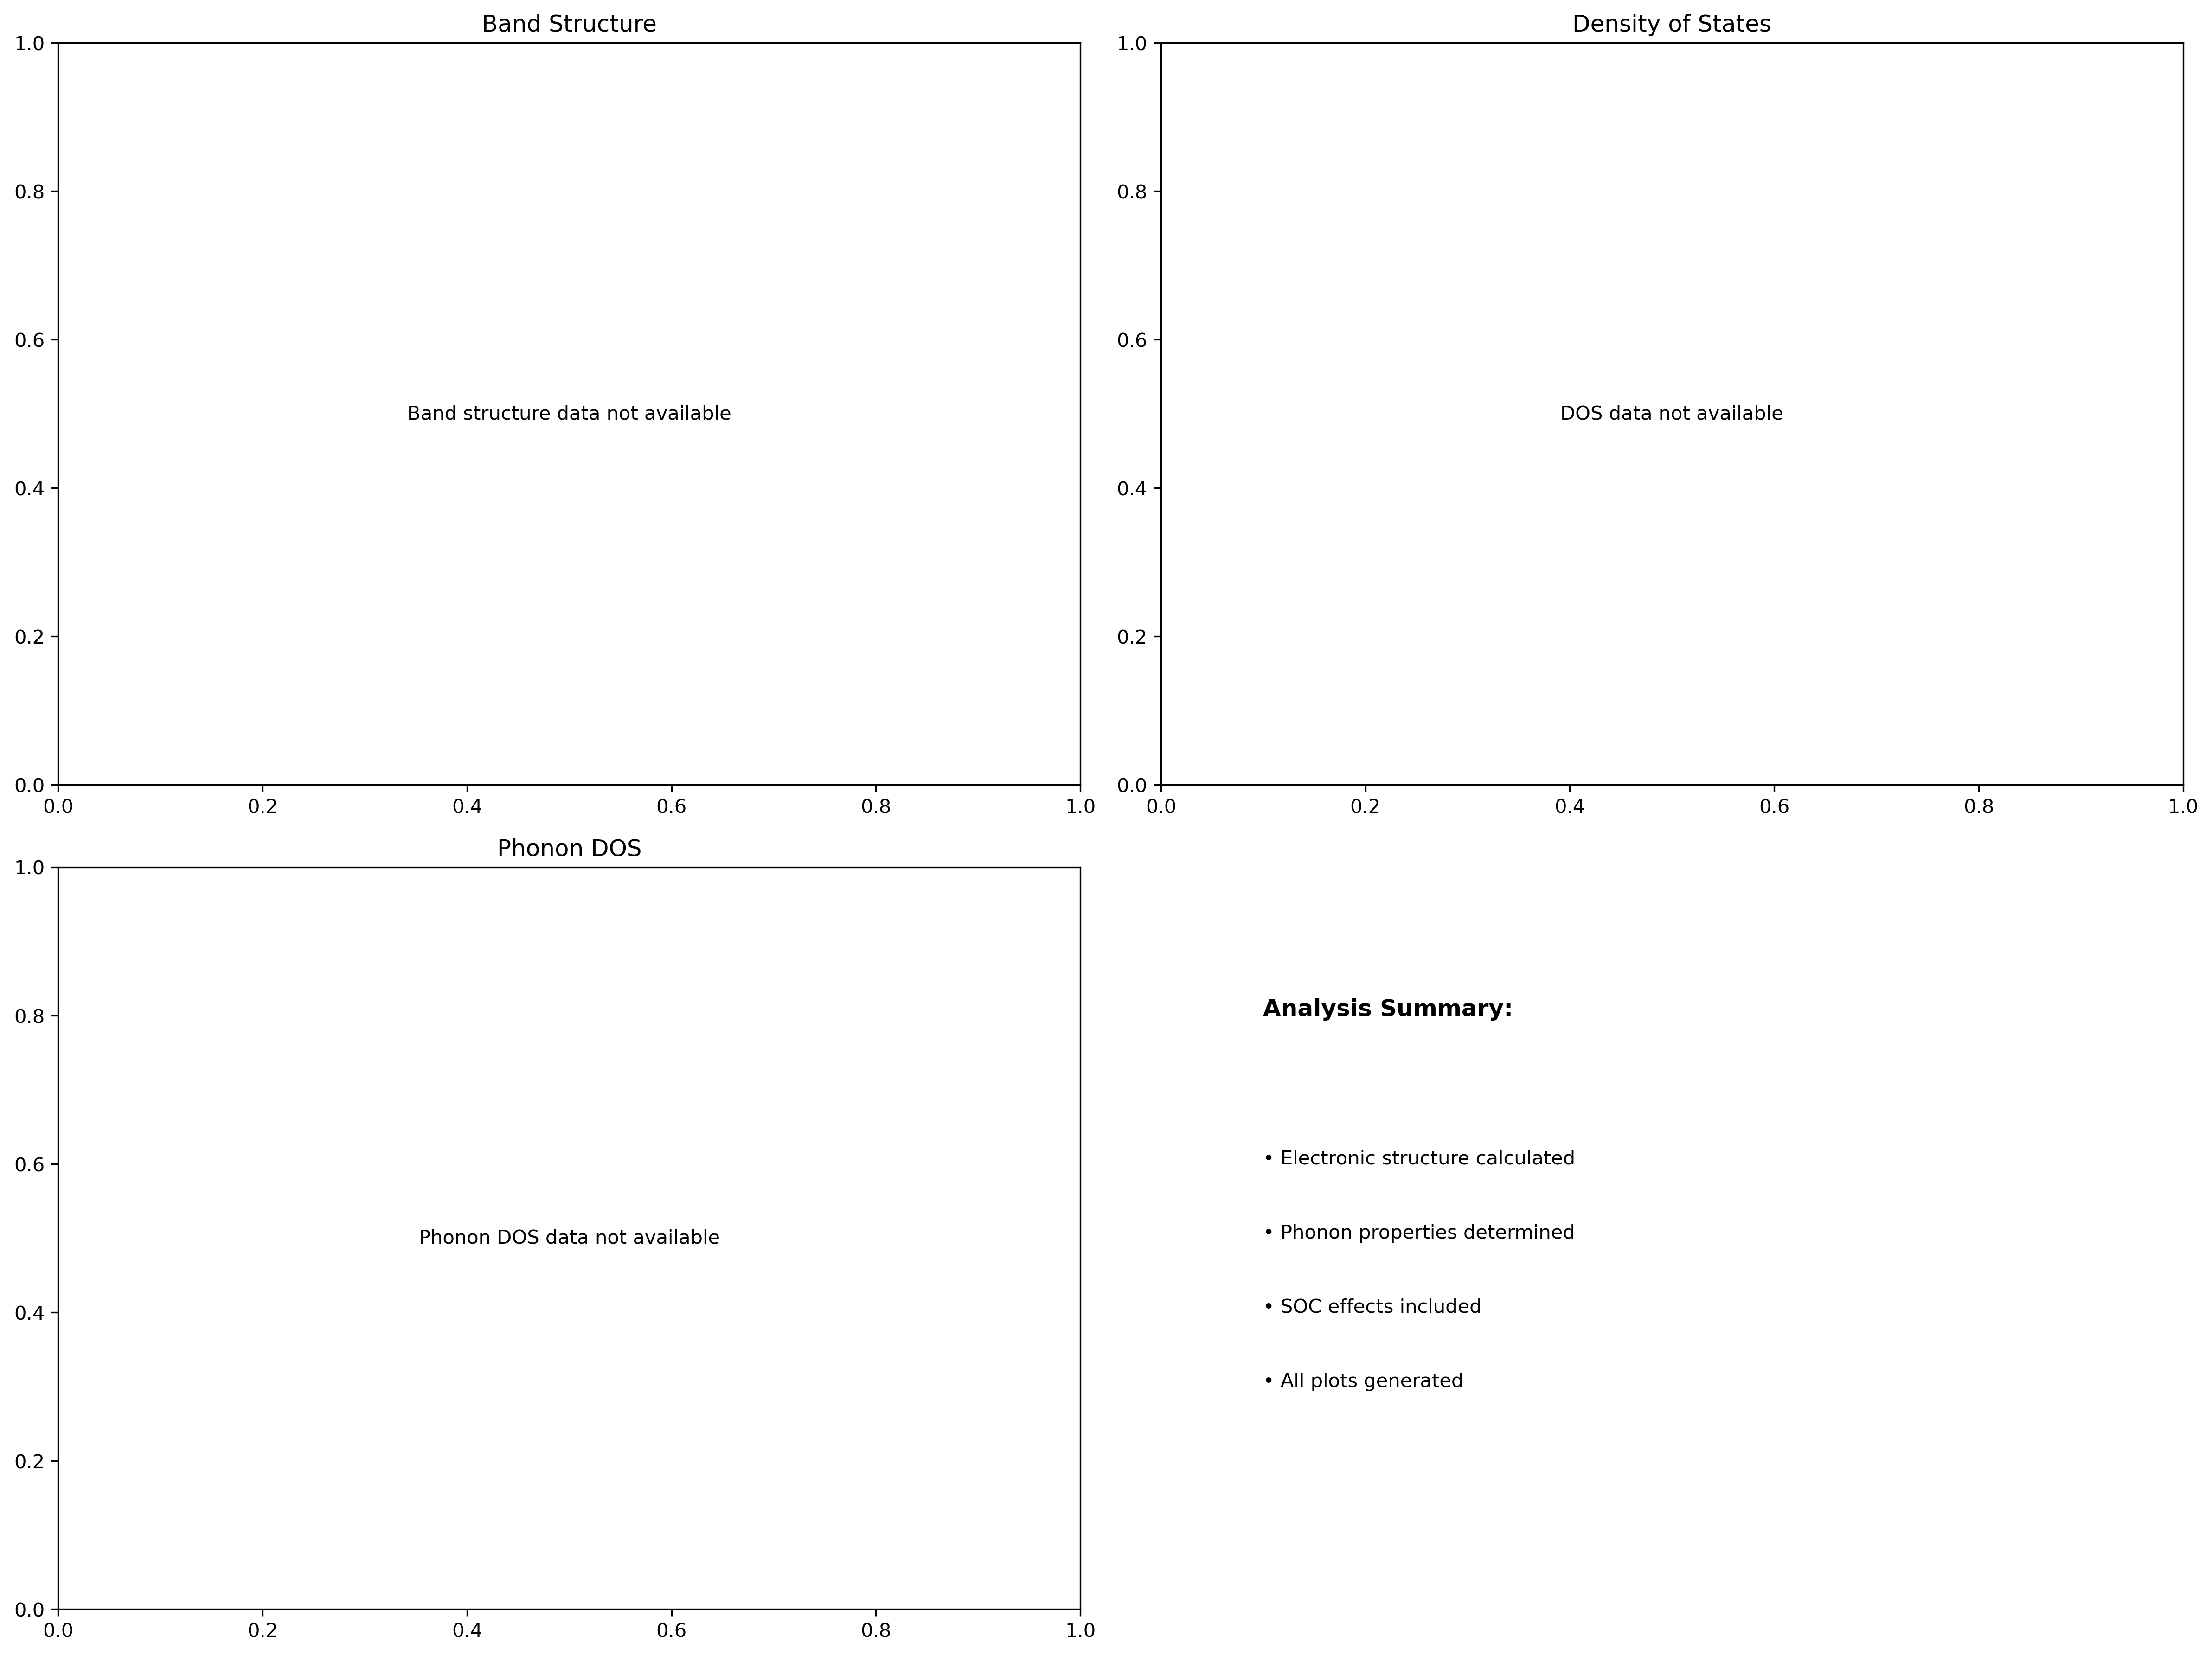 Band Structure
1.0
0.8
0.6
Band structure data not available
0.4
0.2
0.0
0.0 0.2 0.4 0.6 0.8 1.0
Density of States
1.0
0.8
0.6
DOS data not available
0.4
0.2
0.0
0.0 0.2 0.4 0.6 0.8 1.0
Phonon DOS
1.0
0.8
0.6
Phonon DOS data not available
0.4
0.2
0.0
0.0 0.2 0.4 0.6 0.8 1.0
Analysis Summary:
• Electronic structure calculated
• Phonon properties determined
• SOC effects included
• All plots generated